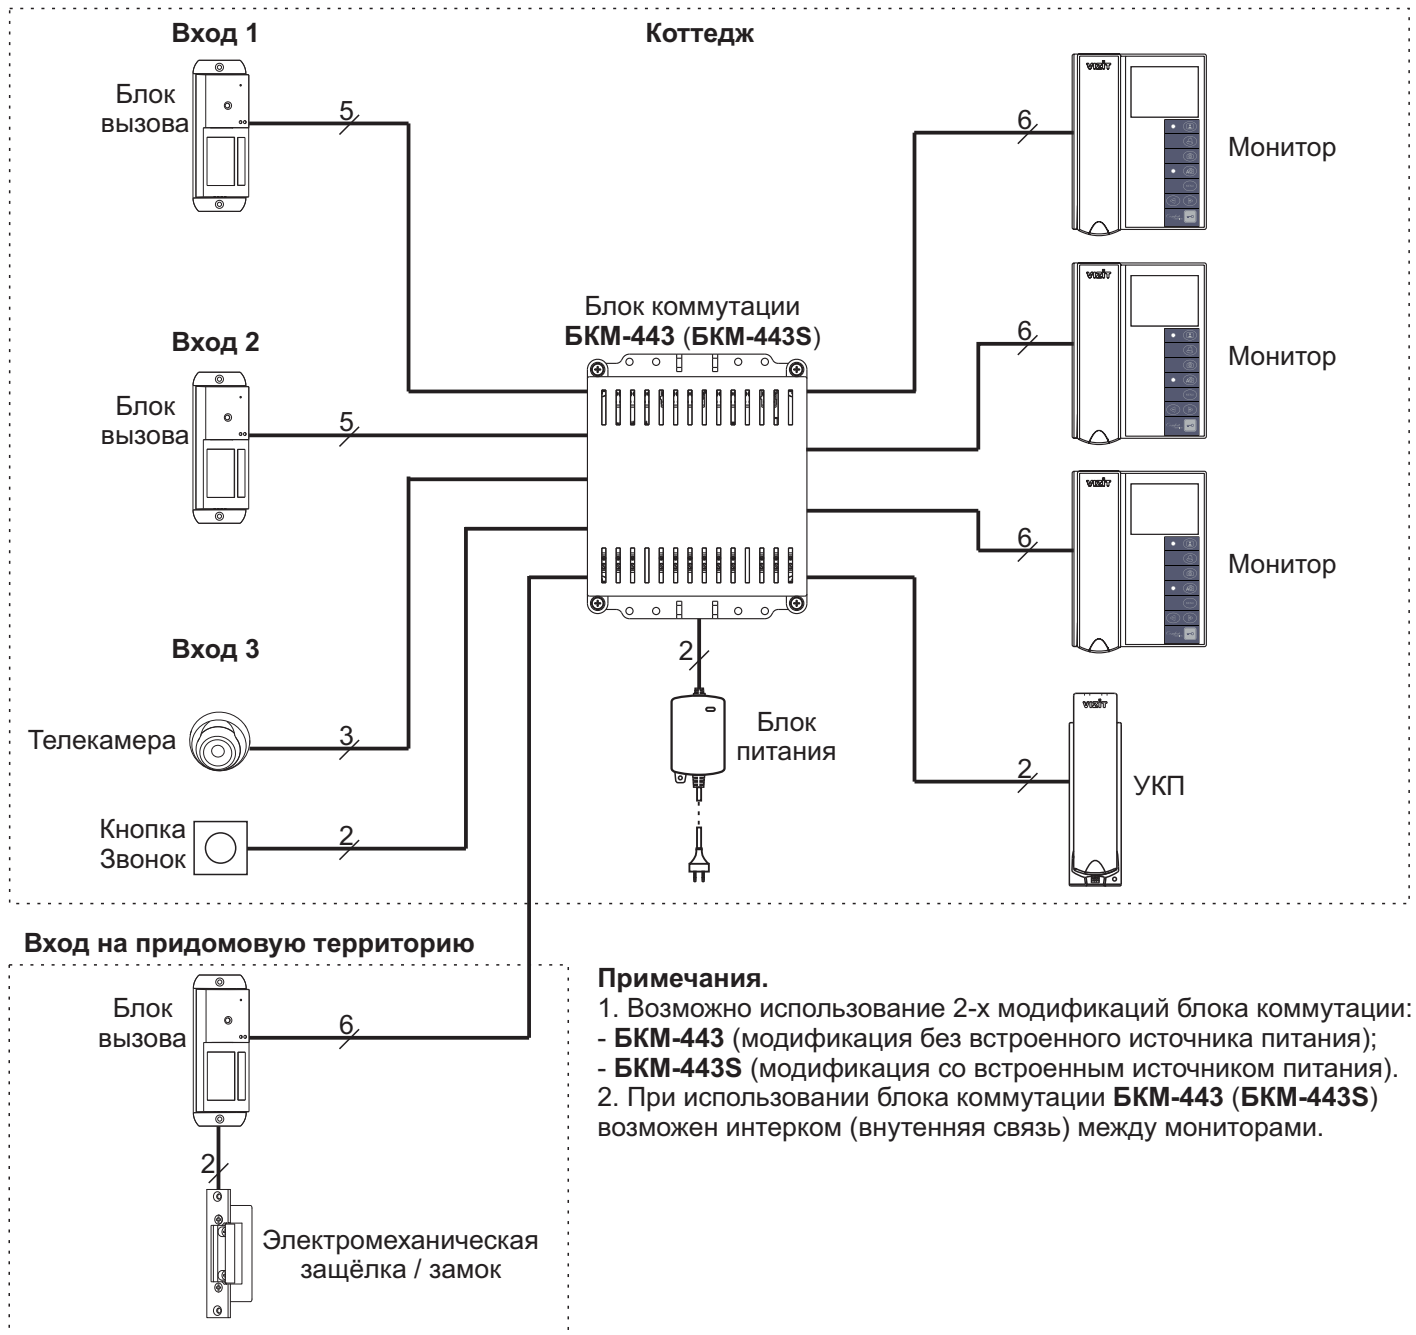 Вход 1
Коттедж
Блок
вызова
5
6
VIZIT
Монитор
Блок коммутации
БКМ-443 (БКМ-443S)
Вход 2
Блок
вызова
5
6
VIZIT
Монитор
6
VIZIT
Монитор
Вход 3
Телекамера
3
Кнопка
Звонок
2
2
Блок
питания
2
VIZIT
УКП
Вход на придомовую территорию
Блок
вызова
6
2
Электромеханическая
защёлка / замок
Примечания.
1. Возможно использование 2-х модификаций блока коммутации:
- БКМ-443 (модификация без встроенного источника питания);
- БКМ-443S (модификация со встроенным источником питания).
2. При использовании блока коммутации БКМ-443 (БКМ-443S)
возможен интерком (внутенняя связь) между мониторами.